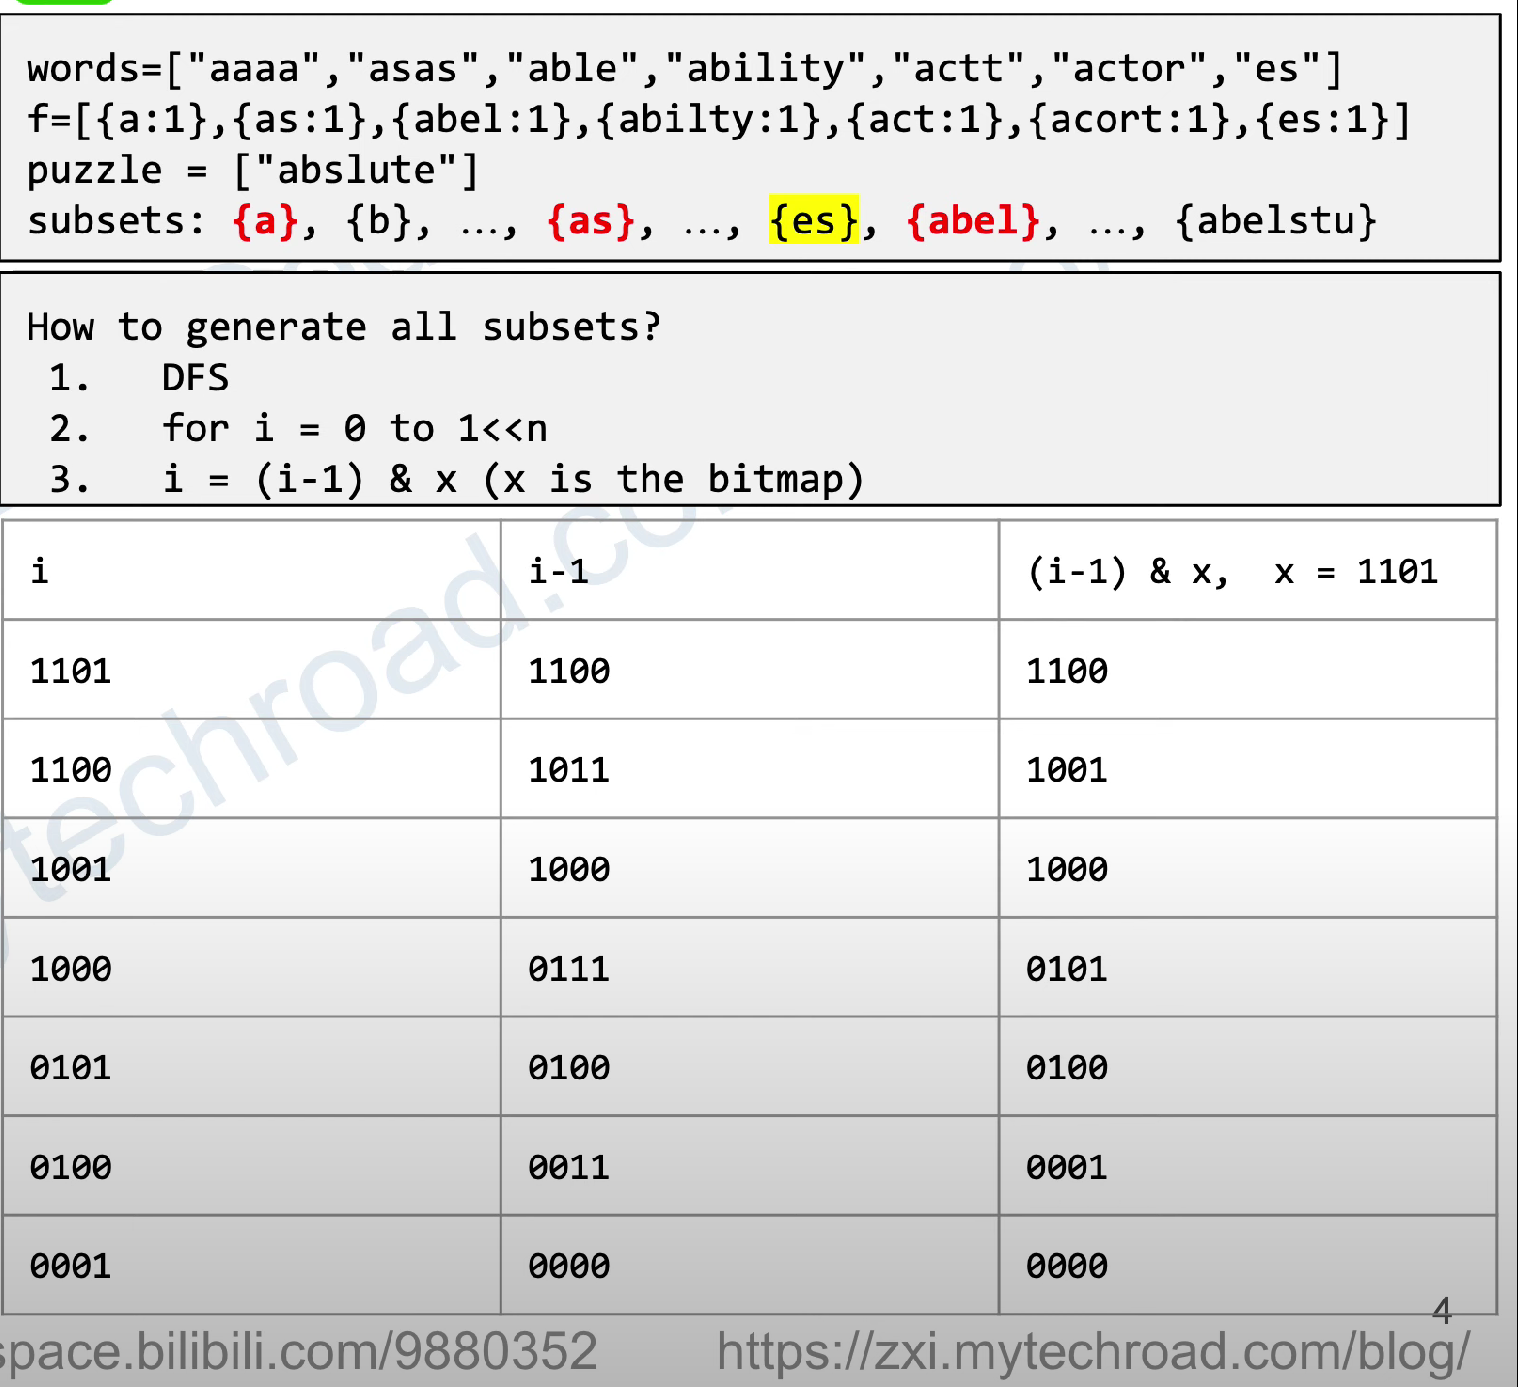 words=["aaaa","asas","able","ability","actt","actor","es"]
f=[{a:1},{as:1},{abel:1},{abilty:1},{act:1},{acort:1},{es:1}]
puzzle = ["abslute"]
subsets: {a}, {b}, …, {as}, …, {es}, {abel}, …, {abelstu}
How to generate all subsets?
1. DFS
2. for i = 0 to 1<<n
3. i = (i-1) & x (x is the bitmap)
i i-1 (i-1) & x, x = 1101
1101 1100 1100
1100 1011 1001
1001 1000 1000
1000 0111 0101
0101 0100 0100
0100 0011 0001
0001 0000 0000
4
space.bilibili.com/9880352 https://zxi.mytechroad.com/blog/
techroad.co